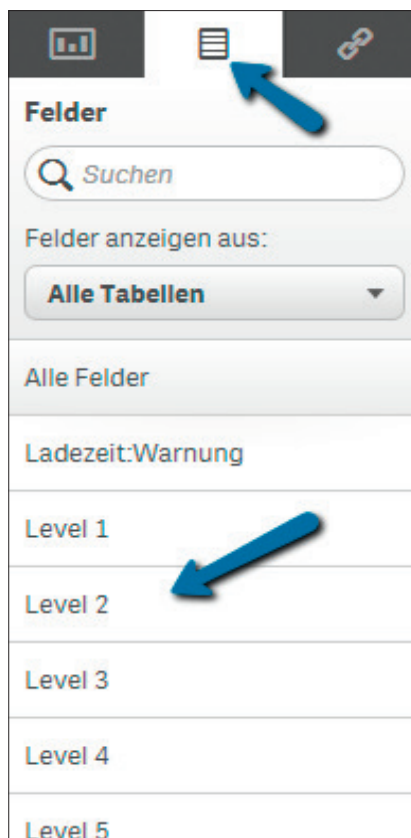 Felder
Suchen
Felder anzeigen aus:
Alle Tabellen
Alle Felder
Ladezeit:Warnung
Level 1
Level 2
Level 3
Level 4
Level 5